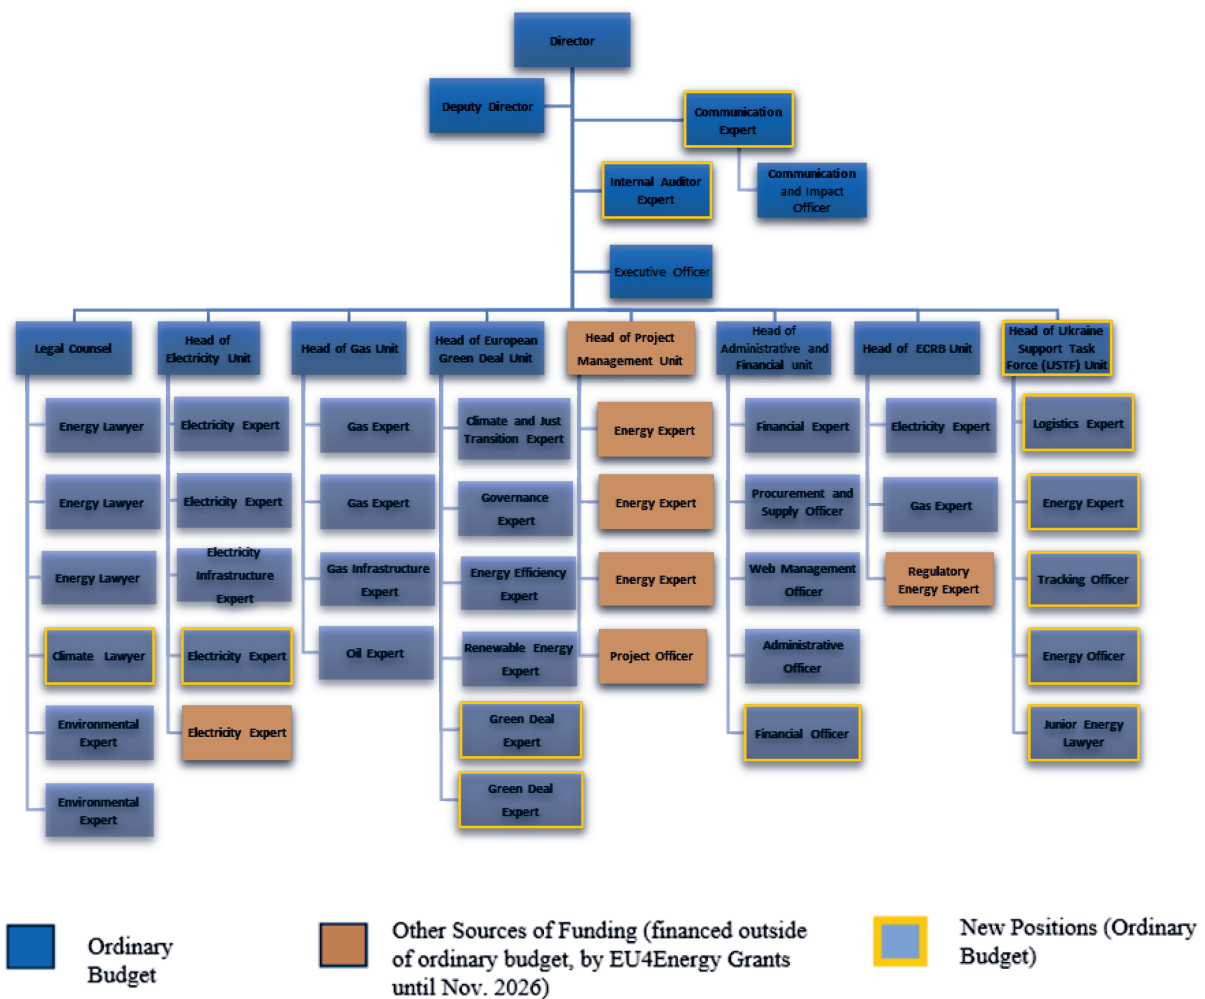 Director
Deputy Director
Communication
Expert
Internal Auditor
Expert
Communication
and Impact
Officer
Executive Officer
Legal Counsel
Head of
Electricity Unit
Head of Gas Unit
Head of European
Green Deal Unit
Head of Project
Management Unit
Head of
Administrative and
Financial unit
Head of ECRB Unit
Head of Ukraine
Support Task
Force (USTF) Unit
Energy Lawyer
Energy Lawyer
Energy Lawyer
Climate Lawyer
Environmental
Expert
Environmental
Expert
Electricity Expert
Electricity Expert
Electricity
Infrastructure
Expert
Electricity Expert
Electricity Expert
Gas Expert
Gas Expert
Gas Infrastructure
Expert
Oil Expert
Climate and Just
Transition Expert
Governance
Expert
Energy Efficiency
Expert
Renewable Energy
Expert
Green Deal
Expert
Green Deal
Expert
Energy Expert
Energy Expert
Energy Expert
Project Officer
Financial Expert
Procurement and
Supply Officer
Web Management
Officer
Administrative
Officer
Financial Officer
Electricity Expert
Gas Expert
Regulatory
Energy Expert
Logistics Expert
Energy Expert
Tracking Officer
Energy Officer
Junior Energy
Lawyer
Ordinary
Budget
Other Sources of Funding (financed outside
of ordinary budget, by EU4Energy Grants
until Nov. 2026)
New Positions (Ordinary
Budget)